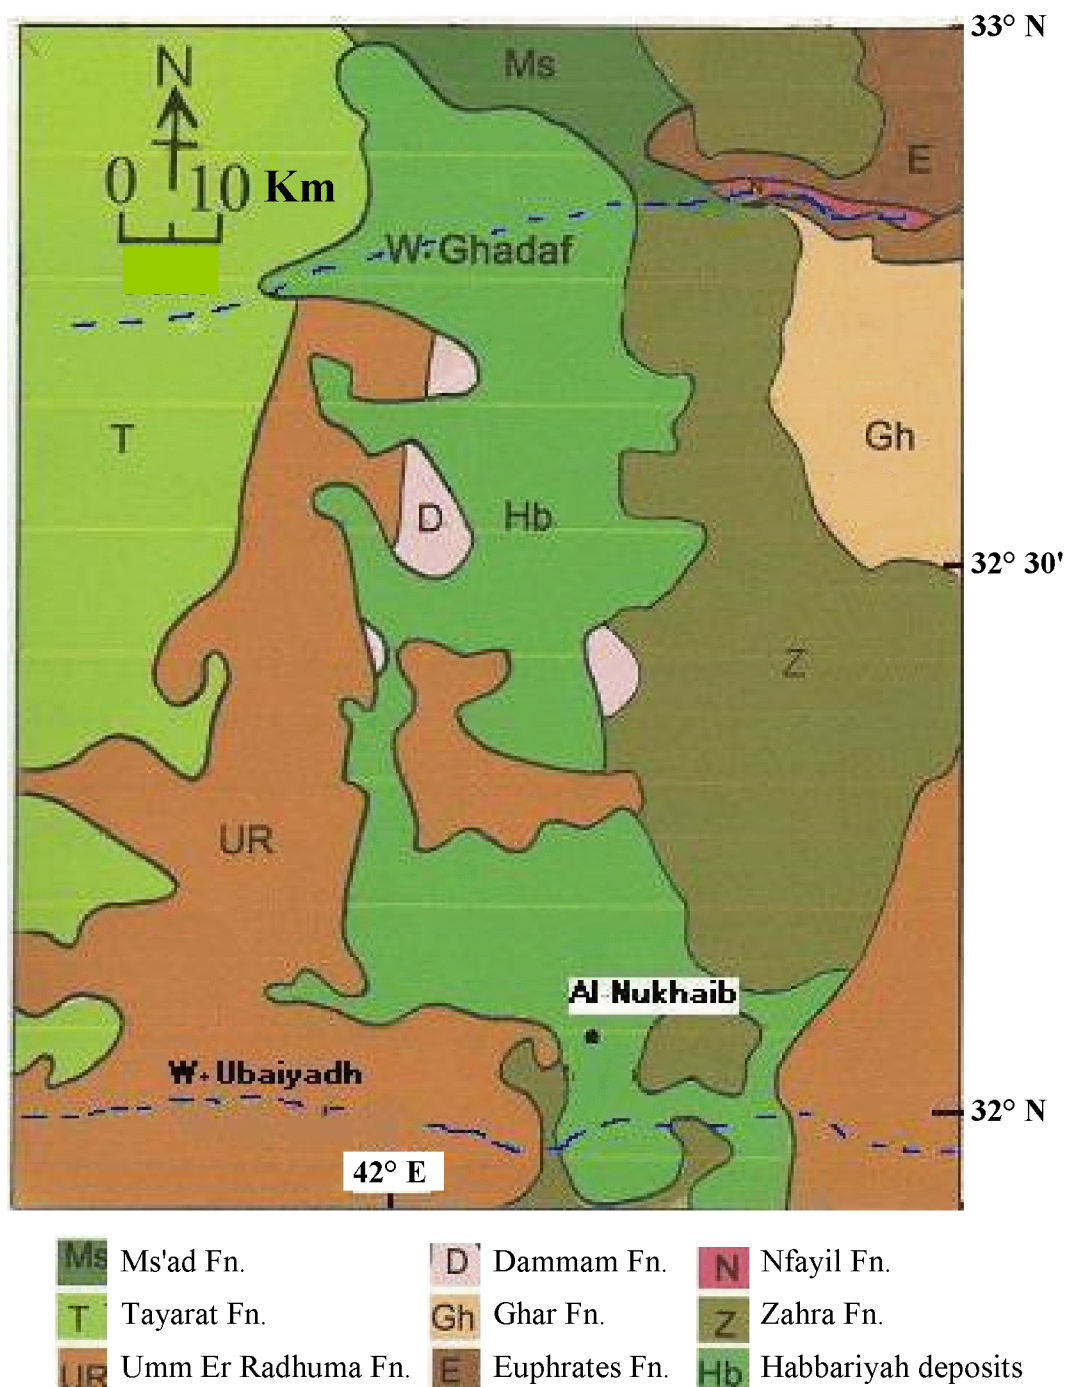 33° N
Ms
N
E
0 10 Km
N
W. Ghadaf
T
Gh
D
Hb
32° 30'
Z
UR
Al Nukhaib
W. Ubaiyadh
32° N
42° E
Ms Ms'ad Fn.
D Dammam Fn.
N Nfayil Fn.
T Tayarat Fn.
Gh Ghar Fn.
Z Zahra Fn.
UR Umm Er Radhuma Fn.
E Euphrates Fn.
Hb Habbariyah deposits